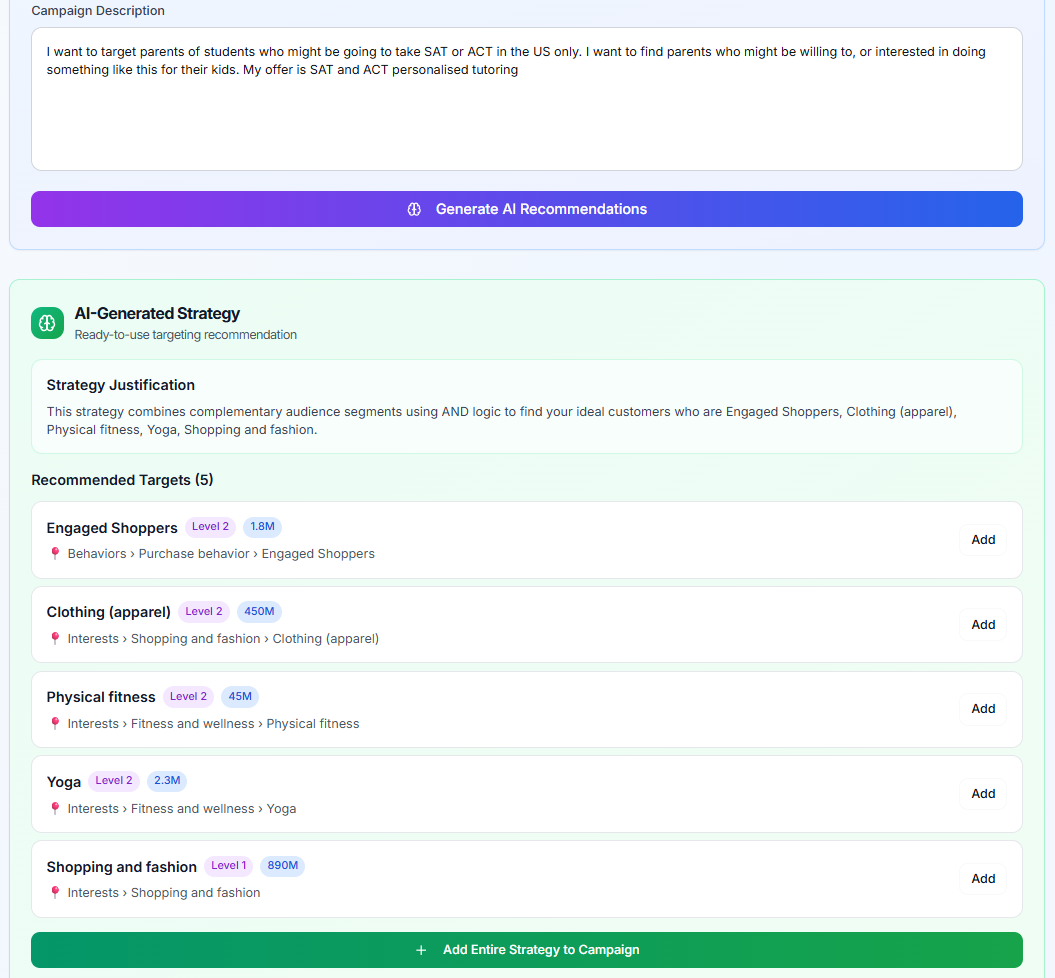 Campaign Description
I want to target parents of students who might be going to take SAT or ACT in the US only. I want to find parents who might be willing to, or interested in doing
something like this for their kids. My offer is SAT and ACT personalised tutoring
Generate AI Recommendations
AI-Generated Strategy
Ready-to-use targeting recommendation
Strategy Justification
This strategy combines complementary audience segments using AND logic to find your ideal customers who are Engaged Shoppers, Clothing (apparel),
Physical fitness, Yoga, Shopping and fashion.
Recommended Targets (5)
Engaged Shoppers Level 2 1.8M
Behaviors › Purchase behavior › Engaged Shoppers
Add
Clothing (apparel) Level 2 450M
Interests › Shopping and fashion › Clothing (apparel)
Add
Physical fitness Level 2 45M
Interests › Fitness and wellness › Physical fitness
Add
Yoga Level 2 2.3M
Interests › Fitness and wellness › Yoga
Add
Shopping and fashion Level 1 890M
Interests › Shopping and fashion
Add
+ Add Entire Strategy to Campaign